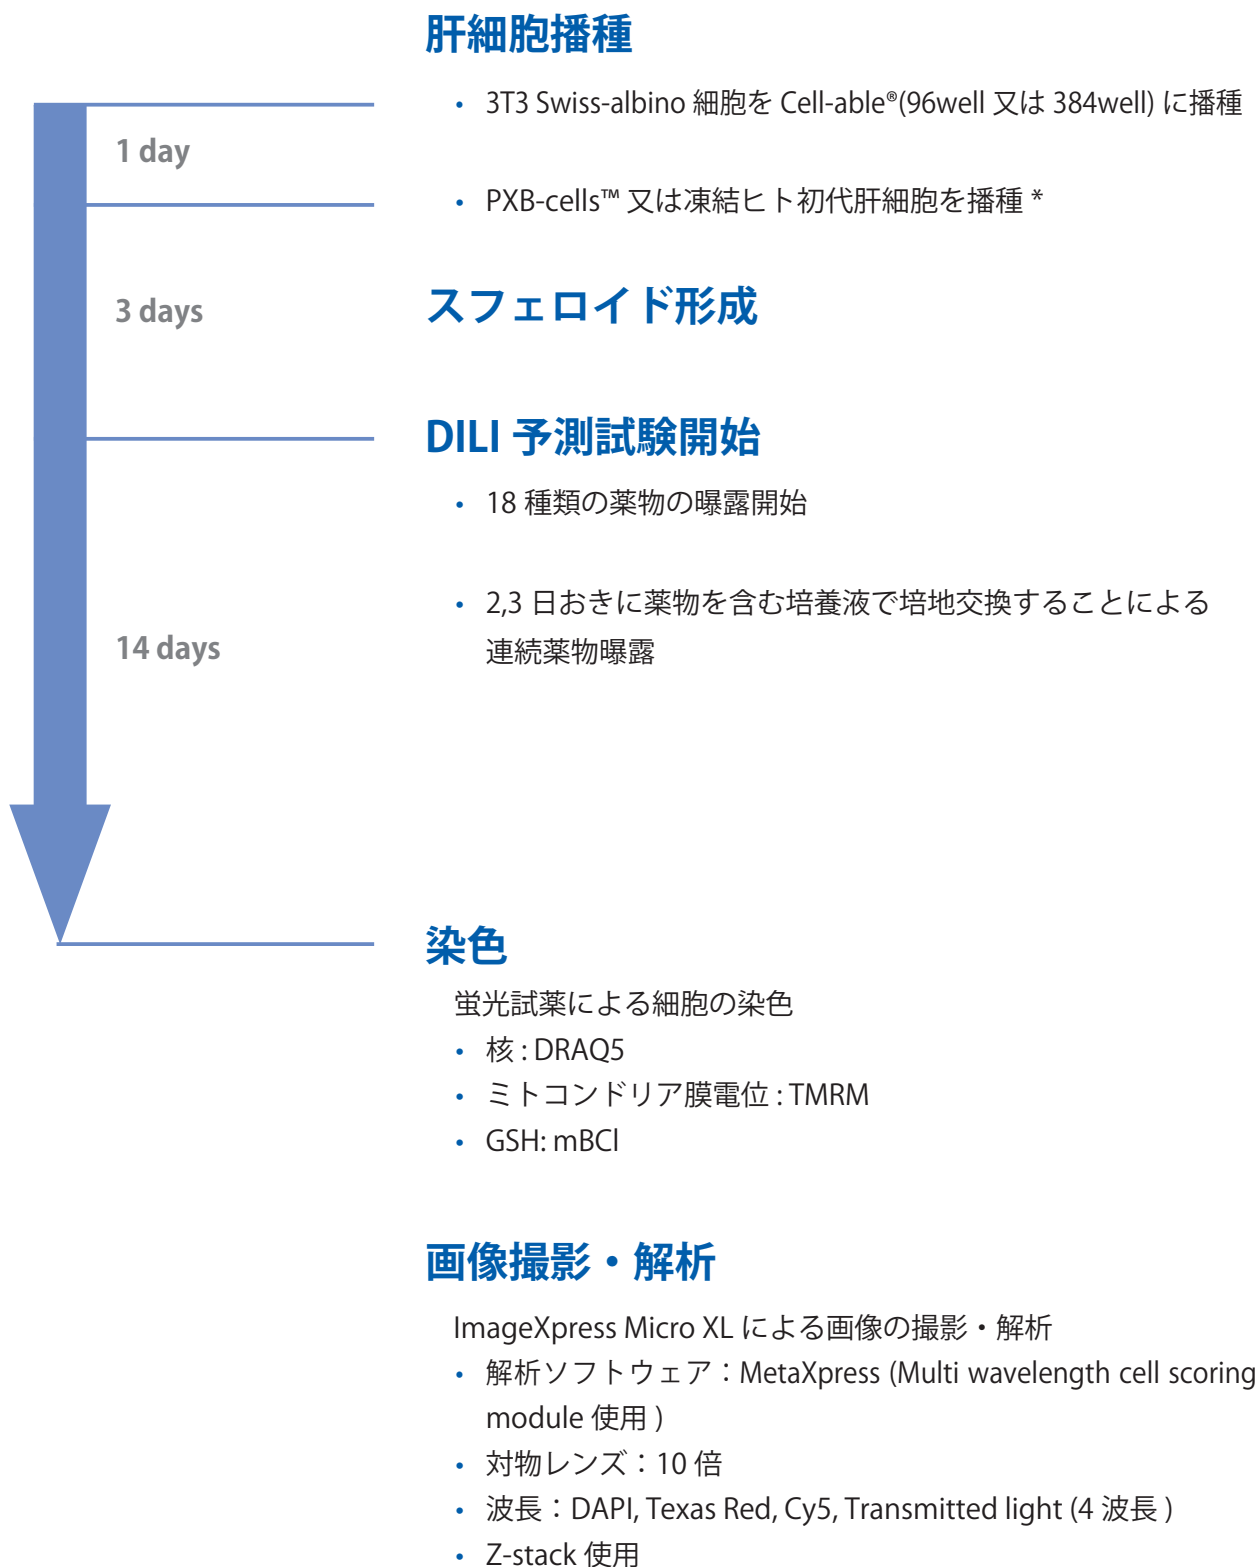 肝細胞播種
• 3T3 Swiss-albino 細胞を Cell-able®(96well 又は 384well) に播種
1 day
• PXB-cells™ 又は凍結ヒト初代肝細胞を播種 *
3 days
スフェロイド形成
DILI 予測試験開始
• 18 種類の薬物の曝露開始
• 2,3 日おきに薬物を含む培養液で培地交換することによる
14 days
連続薬物曝露
染色
蛍光試薬による細胞の染色
• 核 : DRAQ5
• ミトコンドリア膜電位 : TMRM
• GSH: mBCl
画像撮影・解析
ImageXpress Micro XL による画像の撮影・解析
• 解析ソフトウェア：MetaXpress (Multi wavelength cell scoring
module 使用 )
• 対物レンズ：10 倍
• 波長：DAPI, Texas Red, Cy5, Transmitted light (4 波長 )
• Z-stack 使用